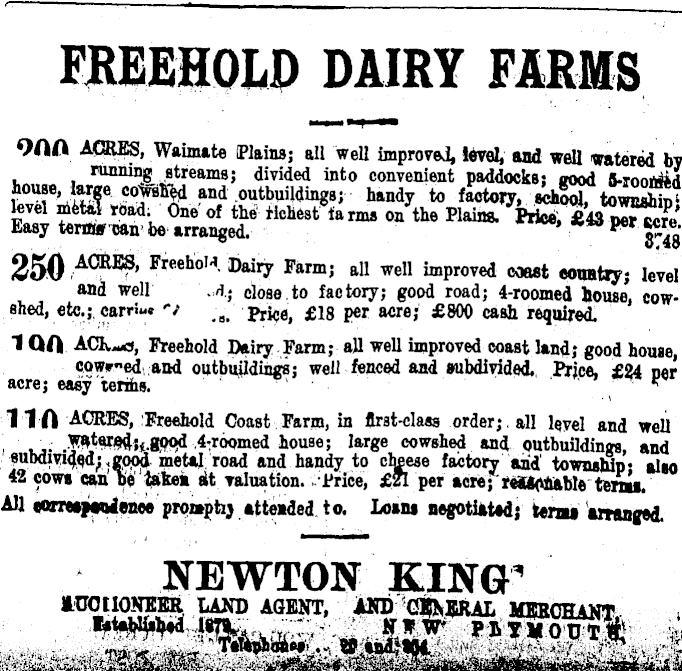 FREEHOLD DAIRY FARMS
200 ACRES, Waimate Plains; all well improved, level, and well watered by
running streams; divided into convenient paddocks; good 5-roomed
house, large cowshed and outbuildings; handy to factory, school, township;
level metal road. One of the richest farms on the Plains. Price, £43 per acre.
Easy terms can be arranged.
3748
250 ACRES, Freehold Dairy Farm; all well improved coast country; level
and well close to factory; good road; 4-roomed house, cow-
shed, etc.; Price, £18 per acre; £800 cash required.
ACRES, Freehold Dairy Farm; all well improved coast land; good house,
cowshed and outbuildings; well fenced and subdivided. Price, £24 per
acre; easy terms.
110 ACRES, Freehold Coast Farm, in first-class order; all level and well
watered; good 4-roomed house; large cowshed and outbuildings, and
subdivided; good metal road and handy to cheese factory and township; also
42 cows can be taken at valuation. Price, £21 per acre; reasonable terms.
All correspondence promptly attended to. Loans negotiated; terms arranged.
NEWTON KING
AUCTIONEER LAND AGENT, AND GENERAL MERCHANT,
Established NEW PLYMOUTH.
Telephones